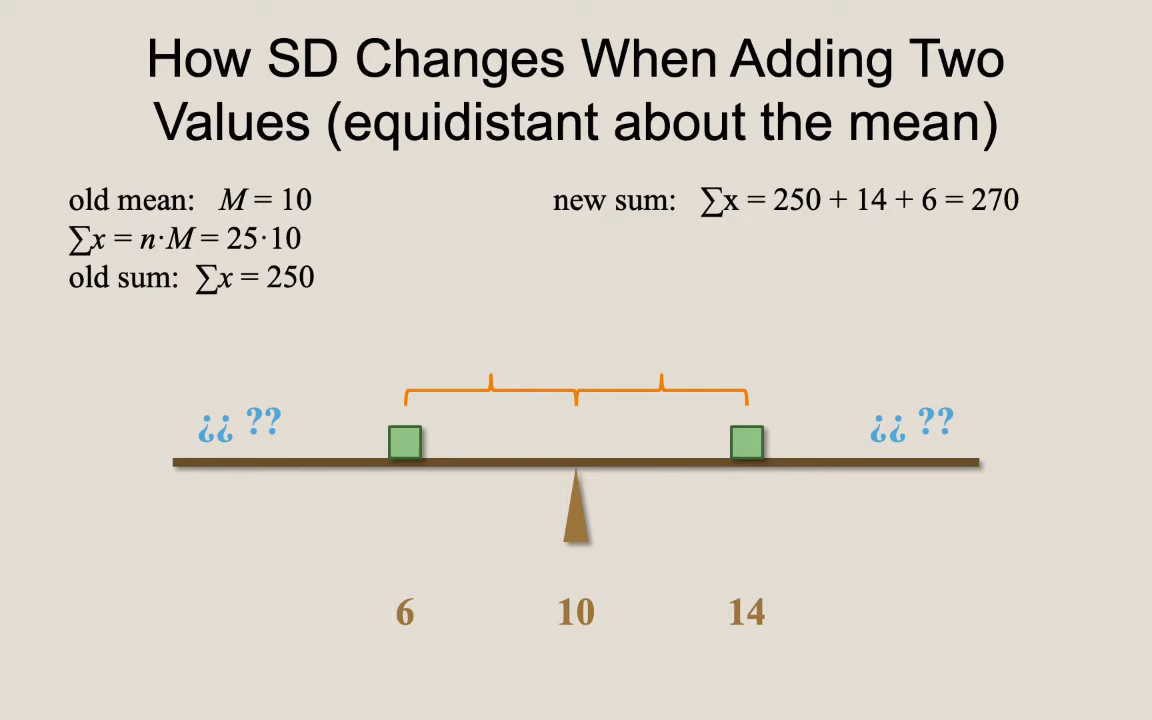 How SD Changes When Adding Two
Values (equidistant about the mean)
old mean: M = 10
∑x = n·M = 25·10
old sum: ∑x = 250
new sum: ∑x = 250 + 14 + 6 = 270
¿¿ ??
¿¿ ??
6
10
14